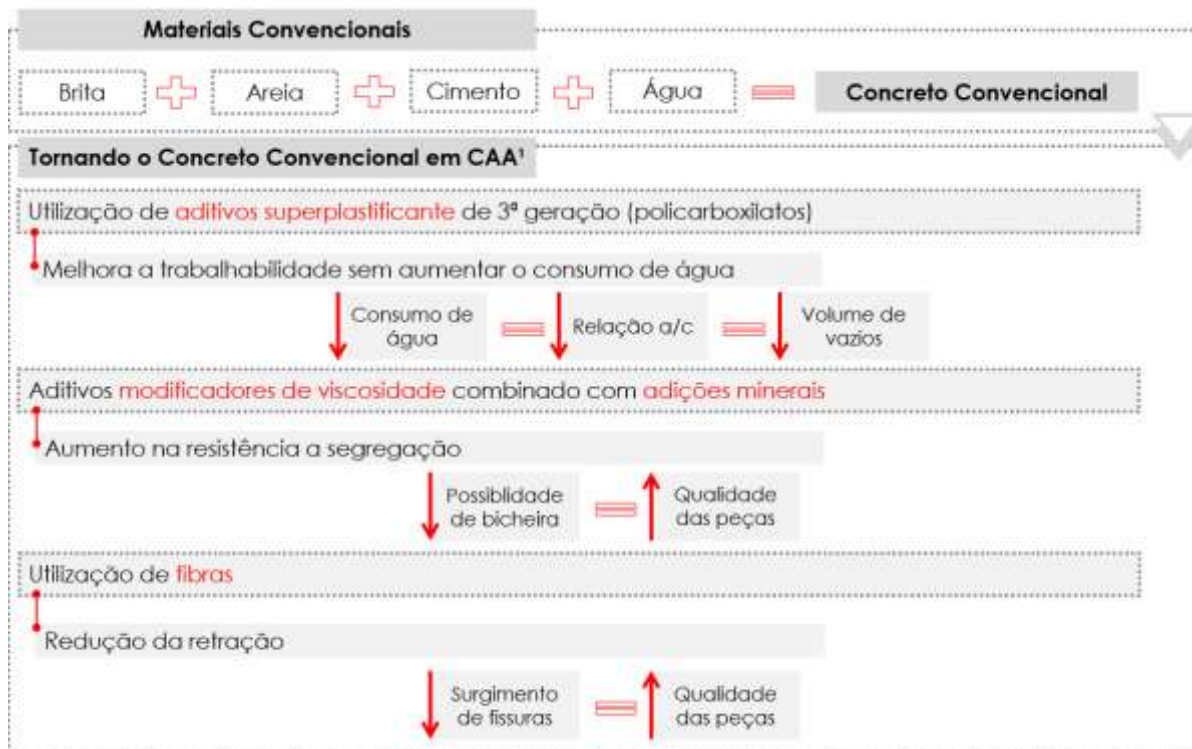 Materiais Convencionais
Brita Areia Cimento Água Concreto Convencional
Tornando o Concreto Convencional em CAA¹
Utilização de aditivos superplastificante de 3ª geração (policarboxilatos)
Melhora a trabalhabilidade sem aumentar o consumo de água
Consumo de
água
Relação a/c
Volume de
vazios
Aditivos modificadores de viscosidade combinado com adições minerais
Aumento na resistência a segregação
Possiblidade
de bicheira
Qualidade
das peças
Utilização de fibras
Redução da retração
Surgimento
de fissuras
Qualidade
das peças